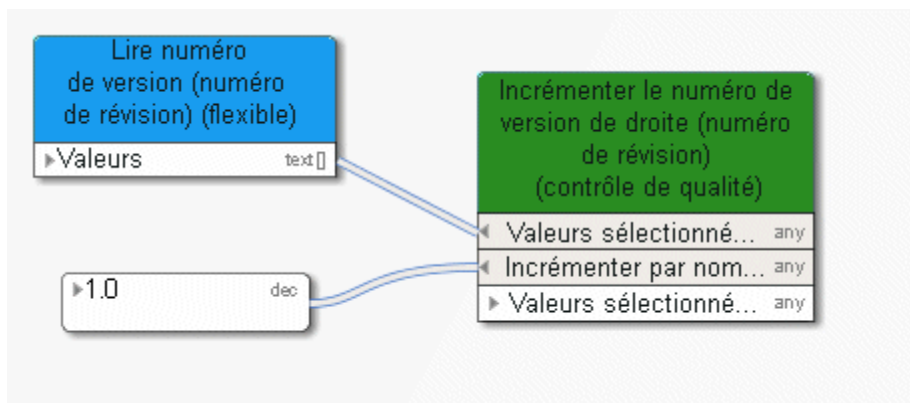 Lire numéro
de version (numéro
de révision) (flexible)
Valeurs text[]
1.0 dec
Incrémenter le numéro de
version de droite (numéro
de révision)
(contrôle de qualité)
Valeurs sélectionné... any
Incrémenter par nom... any
Valeurs sélectionné... any